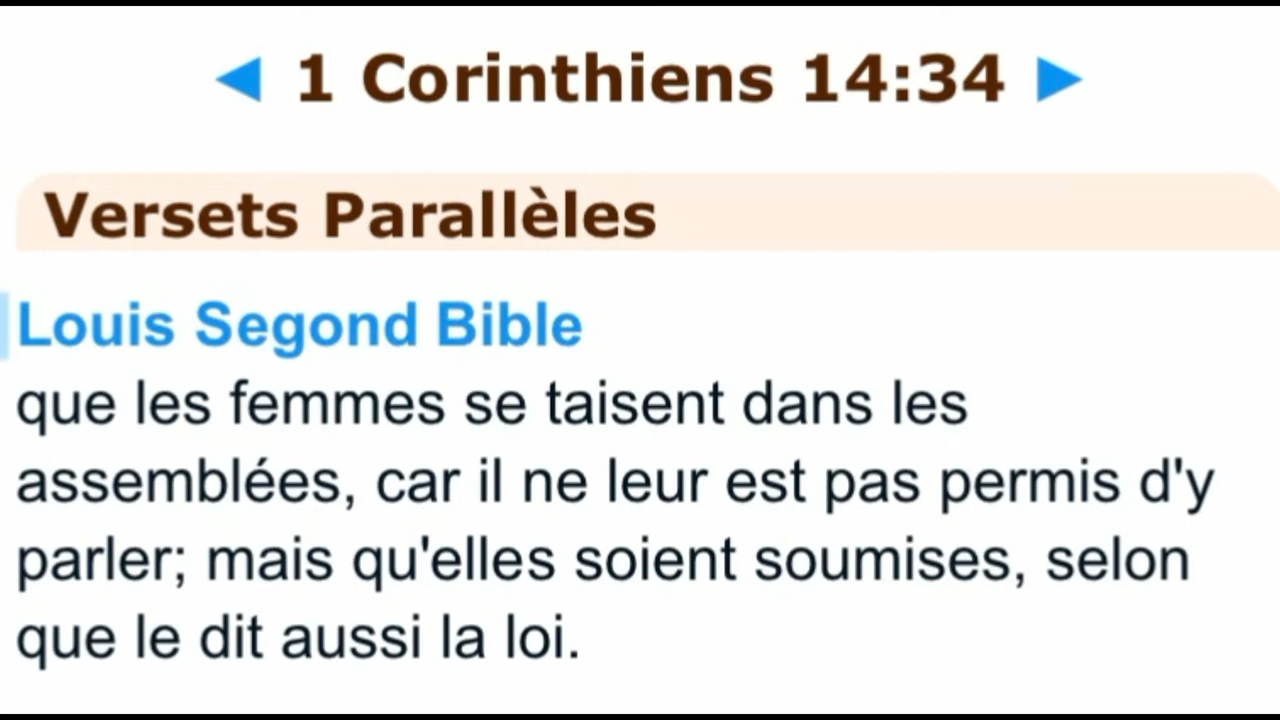 1 Corinthiens 14:34
Versets Parallèles
Louis Segond Bible
que les femmes se taisent dans les
assemblées, car il ne leur est pas permis d'y
parler; mais qu'elles soient soumises, selon
que le dit aussi la loi.